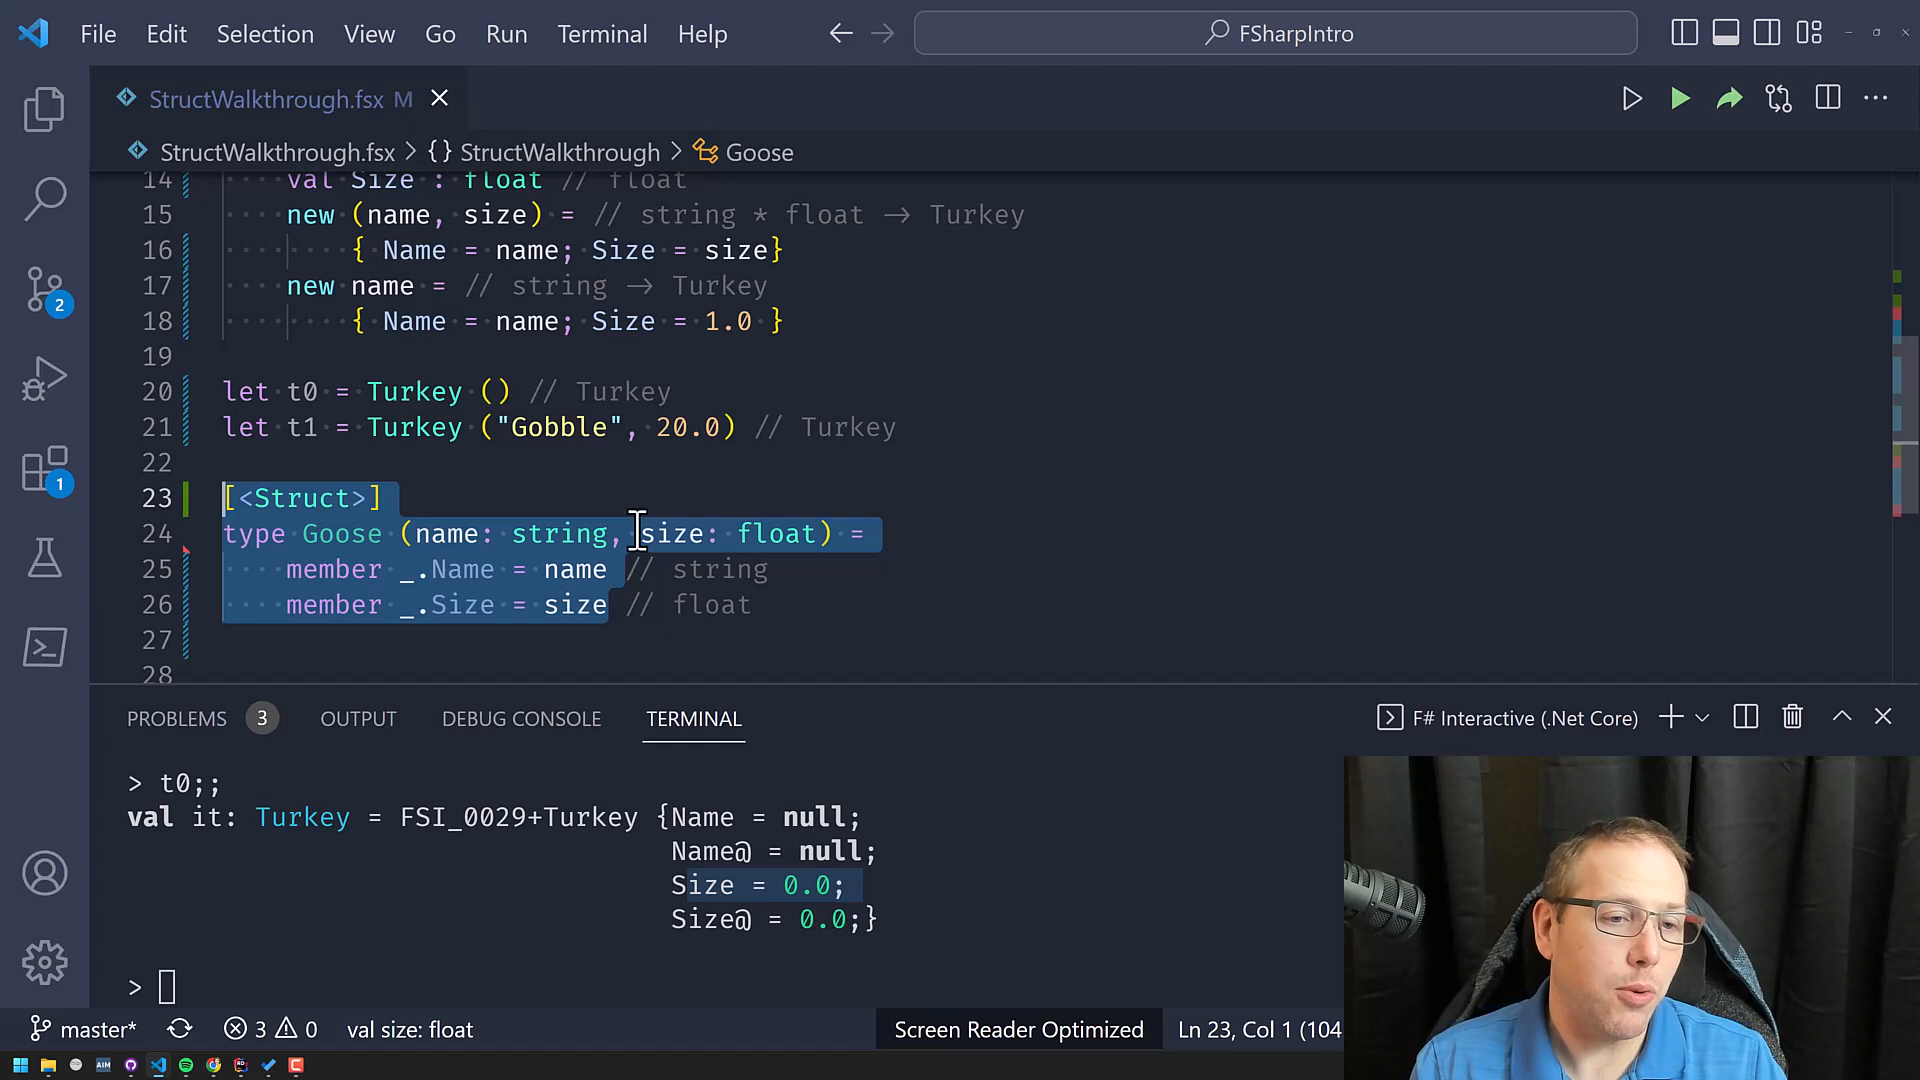 File Edit Selection View Go Run Terminal Help FSharpIntro
StructWalkthrough.fsx M
StructWalkthrough.fsx > {} StructWalkthrough > Goose
14 val Size : float // float
15 new (name, size) = // string * float → Turkey
16 { Name = name; Size = size}
17 new name = // string → Turkey
18 { Name = name; Size = 1.0 }
19
20 let t0 = Turkey () // Turkey
21 let t1 = Turkey ("Gobble", 20.0) // Turkey
22
23 [<Struct>]
24 type Goose (name: string, size: float) =
25 member _.Name = name // string
26 member _.Size = size // float
27
28
2
1
PROBLEMS 3 OUTPUT DEBUG CONSOLE TERMINAL F# Interactive (.Net Core)
> t0;;
val it: Turkey = FSI_0029+Turkey {Name = null;
Name@ = null;
Size = 0.0;
Size@ = 0.0;}
>
master* 3 0 val size: float Screen Reader Optimized Ln 23, Col 1 (104
AIM